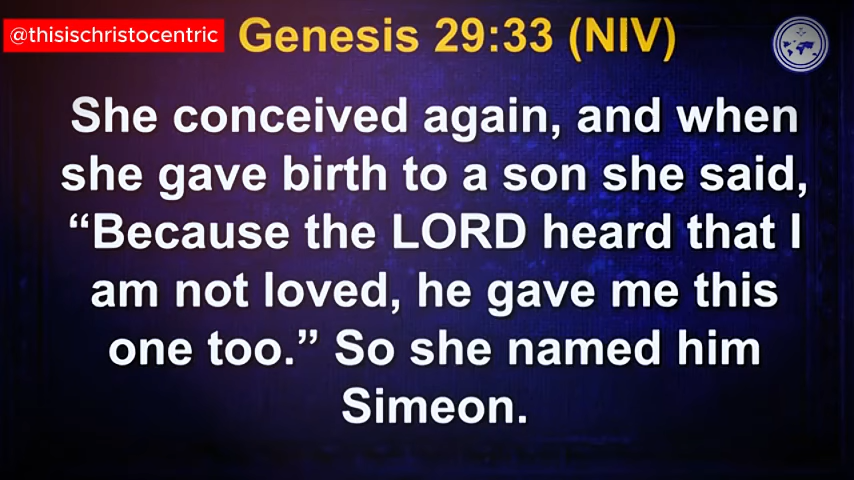 @thisischristocentric
Genesis 29:33 (NIV)
She conceived again, and when
she gave birth to a son she said,
“Because the LORD heard that I
am not loved, he gave me this
one too.” So she named him
Simeon.